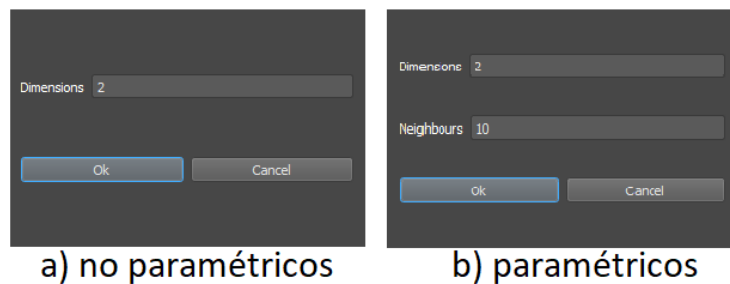 Dimensions 2
Ok Cancel
a) no paramétricos
Dimensions 2
Neighbours 10
Ok Cancel
b) paramétricos